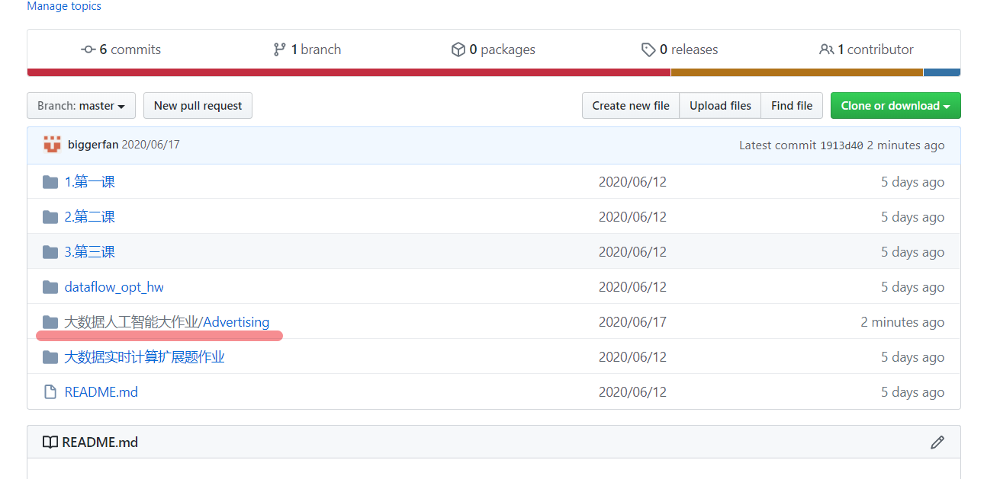 Manage topics
6 commits 1 branch 0 packages 0 releases 1 contributor
Branch: master New pull request Create new file Upload files Find file Clone or download
biggerfan 2020/06/17 Latest commit 1913d40 2 minutes ago
1.第一课 2020/06/12 5 days ago
2.第二课 2020/06/12 5 days ago
3.第三课 2020/06/12 5 days ago
dataflow_opt_hw 2020/06/12 5 days ago
大数据人工智能大作业/Advertising 2020/06/17 2 minutes ago
大数据实时计算扩展题作业 2020/06/12 5 days ago
README.md 2020/06/12 5 days ago
README.md